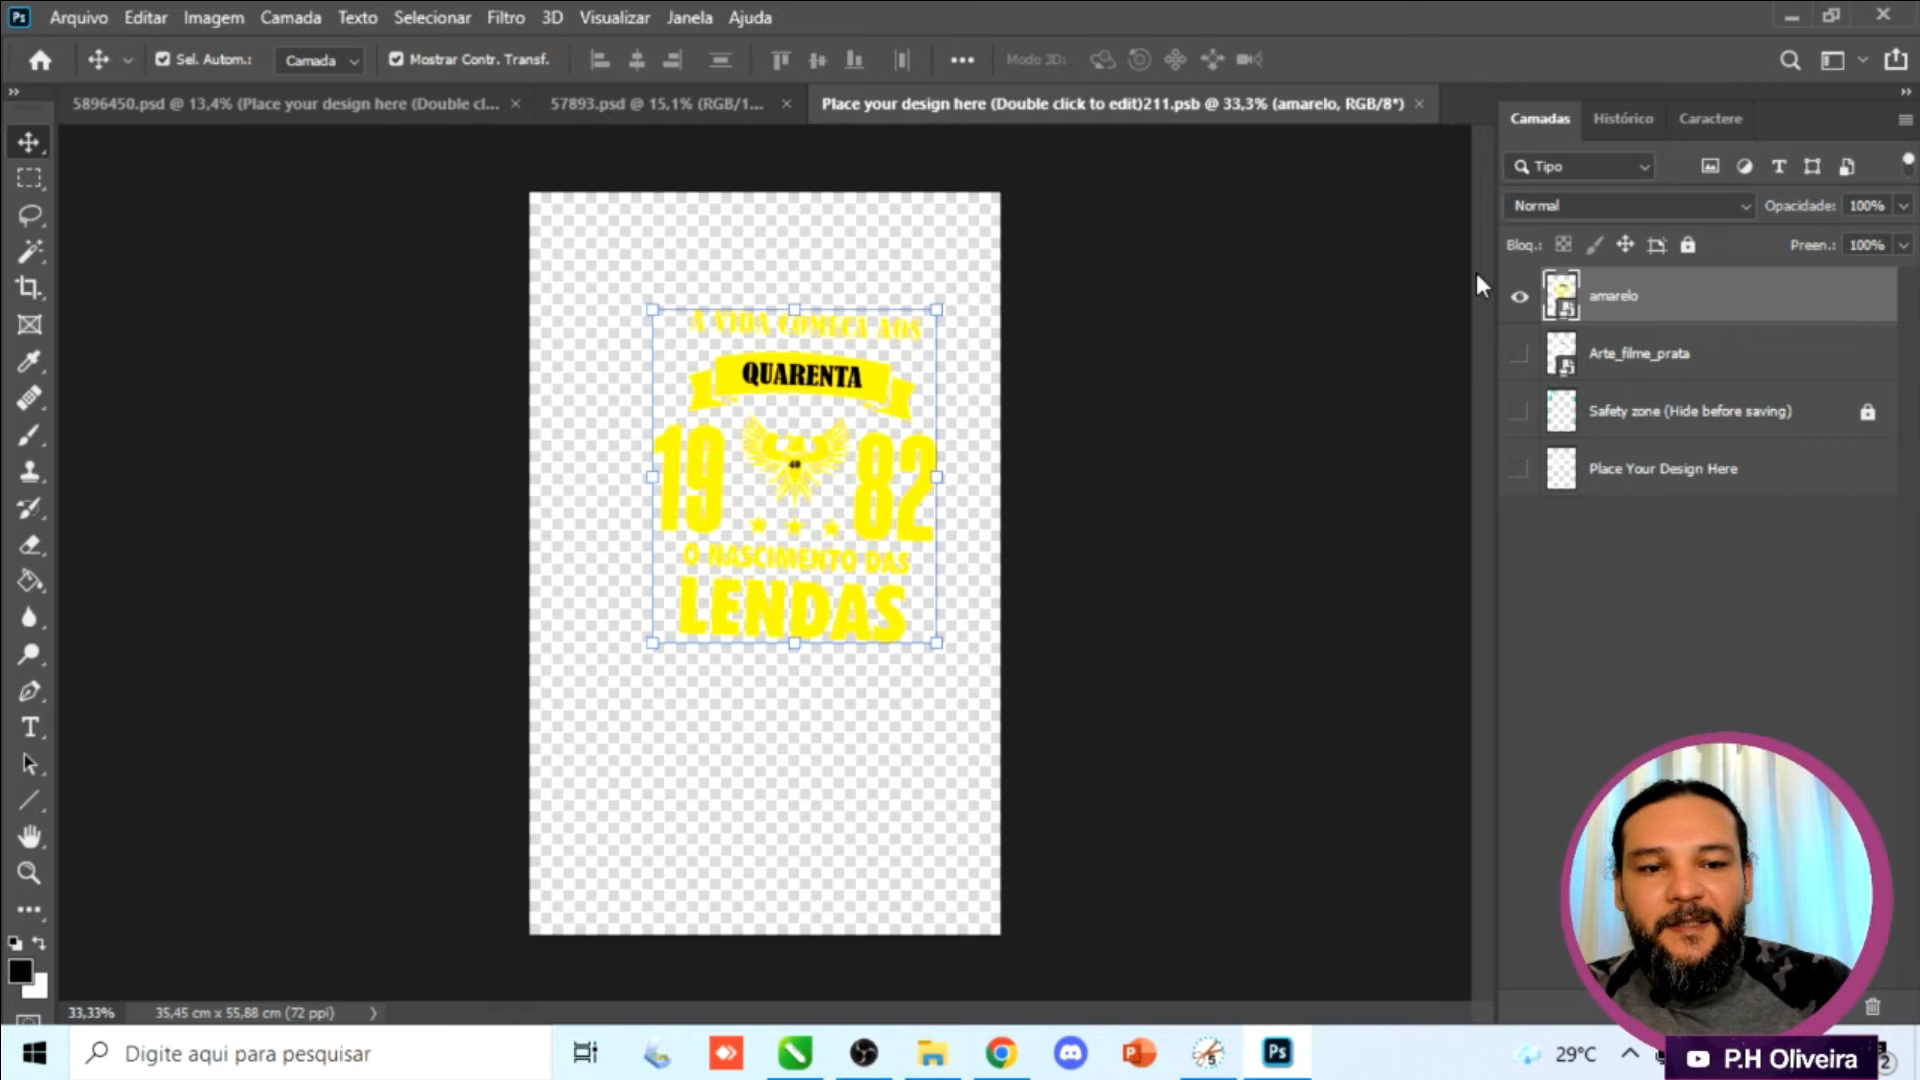 Ps Arquivo Editar Imagem Camada Texto Selecionar Filtro 3D Visualizar Janela Ajuda
Sel. Autom.: Camada Mostrar Contr. Transf. Modo 3D:
5896450.psd @ 13,4% (Place your design here (Double cl... 57893.psd @ 15,1% (RGB/1... Place your design here (Double click to edit)211.psb @ 33,3% (amarelo, RGB/8*)
Camadas Histórico Caractere
Tipo
Normal Opacidade: 100%
Bloq.: Preen.: 100%
amarelo
Arte_filme_prata
Safety zone (Hide before saving)
Place Your Design Here
A VIDA COMEÇA AOS
QUARENTA
19 40 82
O NASCIMENTO DAS
LENDAS
33,33% 35,45 cm x 55,88 cm (72 ppi)
Digite aqui para pesquisar
5
Ps
29°C
P.H Oliveira
2